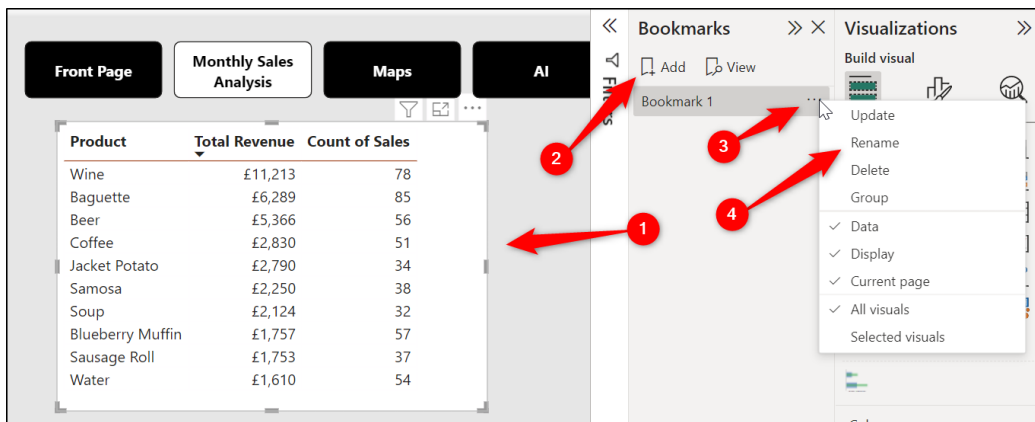 Front Page
Monthly Sales
Analysis
Maps
AI
Product Total Revenue Count of Sales
Wine £11,213 78
Baguette £6,289 85
Beer £5,366 56
Coffee £2,830 51
Jacket Potato £2,790 34
Samosa £2,250 38
Soup £2,124 32
Blueberry Muffin £1,757 57
Sausage Roll £1,753 37
Water £1,610 54
1
Filters
Bookmarks
Add View
Bookmark 1
2
3
4
Visualizations
Build visual
Update
Rename
Delete
Group
Data
Display
Current page
All visuals
Selected visuals